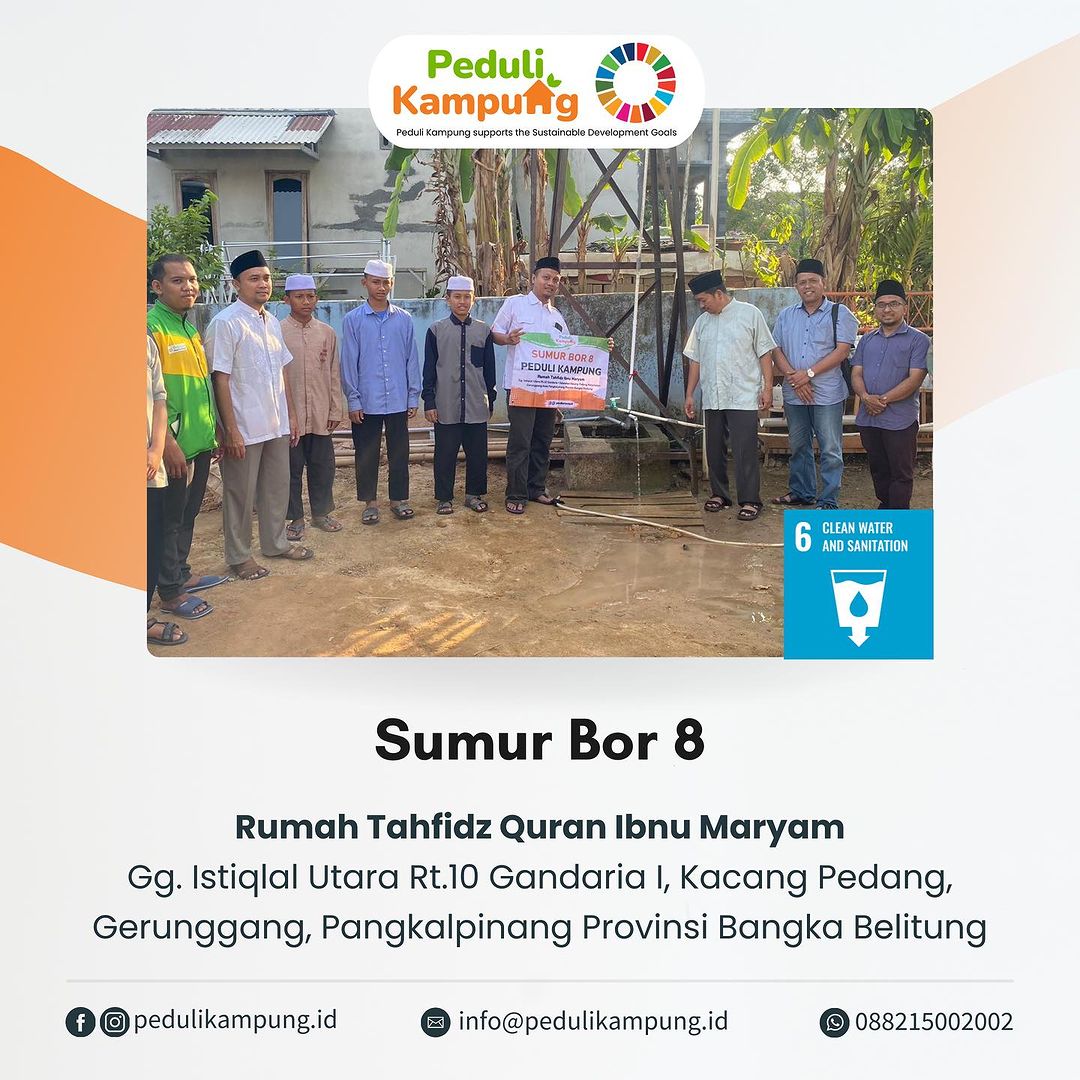 Peduli
Kampung
Peduli Kampung supports the Sustainable Development Goals
Peduli
Kampung
SUMUR BOR 8
PEDULI KAMPUNG
Rumah Tahfidz Ibnu Maryam
6 CLEAN WATER
AND SANITATION
Sumur Bor 8
Rumah Tahfidz Quran Ibnu Maryam
Gg. Istiqlal Utara Rt.10 Gandaria I, Kacang Pedang,
Gerunggang, Pangkalpinang Provinsi Bangka Belitung
pedulikampung.id
info@pedulikampung.id
088215002002